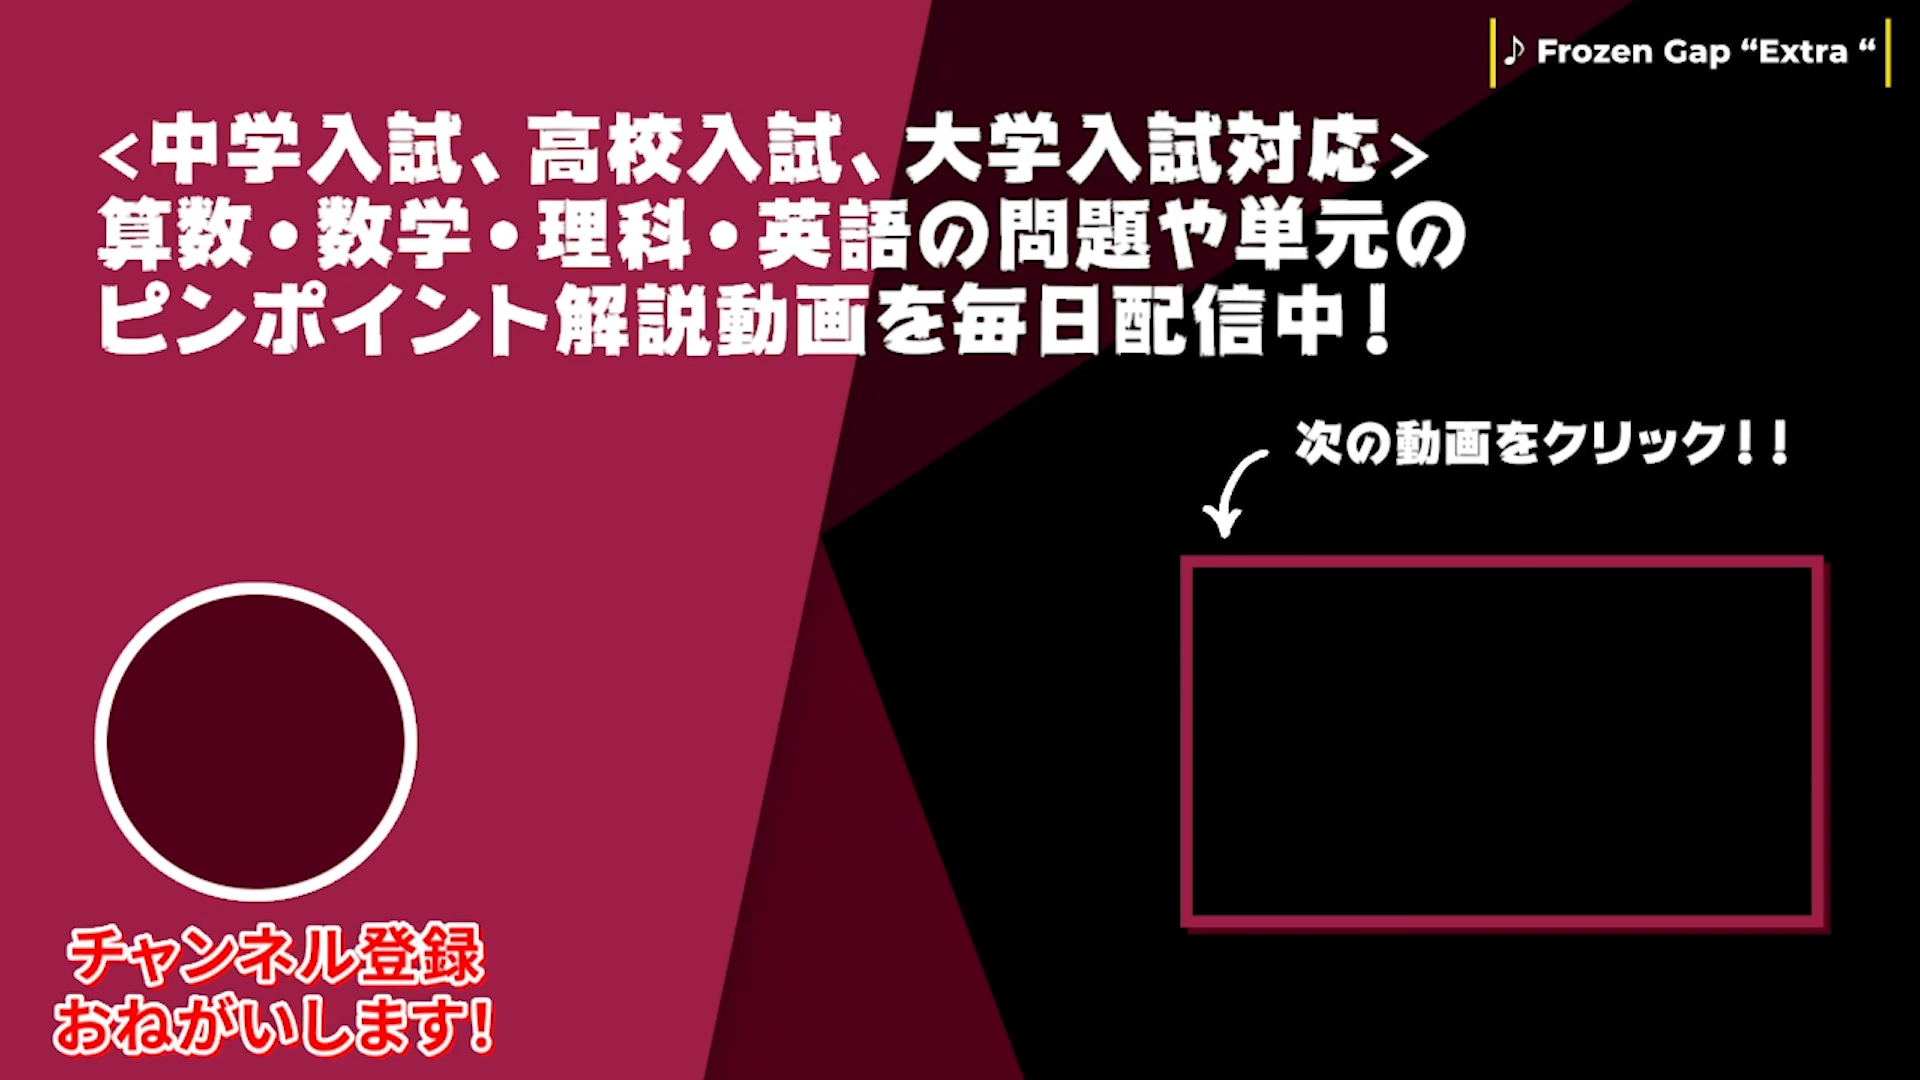 ♪ Frozen Gap “Extra “
<中学入試、高校入試、大学入試対応>
算数・数学・理科・英語の問題や単元の
ピンポイント解説動画を毎日配信中!
次の動画をクリック!!
チャンネル登録
おねがいします!